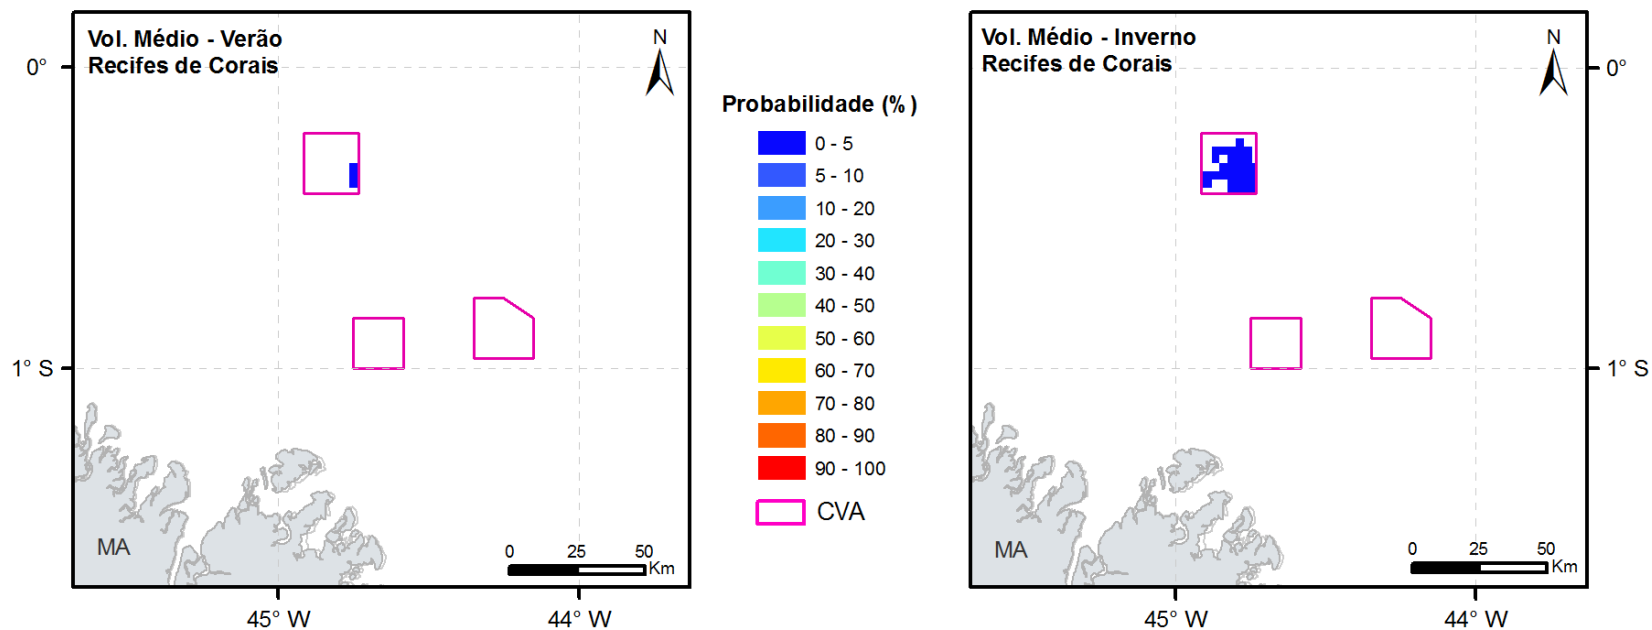 Vol. Médio - Verão
Recifes de Corais
N
0°
1° S
MA
0 25 50
Km
45° W 44° W
Probabilidade (%)
0 - 5
5 - 10
10 - 20
20 - 30
30 - 40
40 - 50
50 - 60
60 - 70
70 - 80
80 - 90
90 - 100
CVA
Vol. Médio - Inverno
Recifes de Corais
N
0°
1° S
MA
0 25 50
Km
45° W 44° W